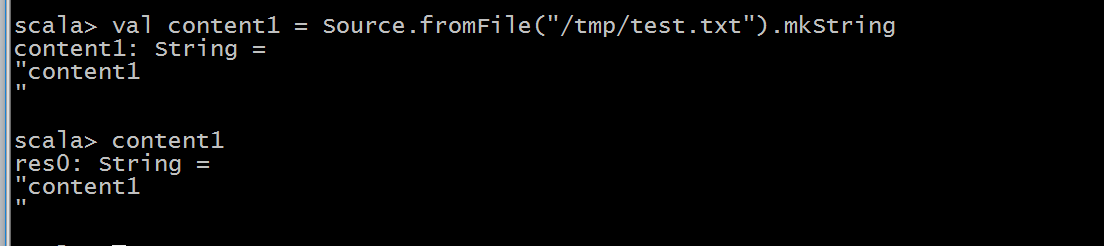 scala> val content1 = Source.fromFile("/tmp/test.txt").mkString
content1: String =
"content1
"
scala> content1
res0: String =
"content1
"